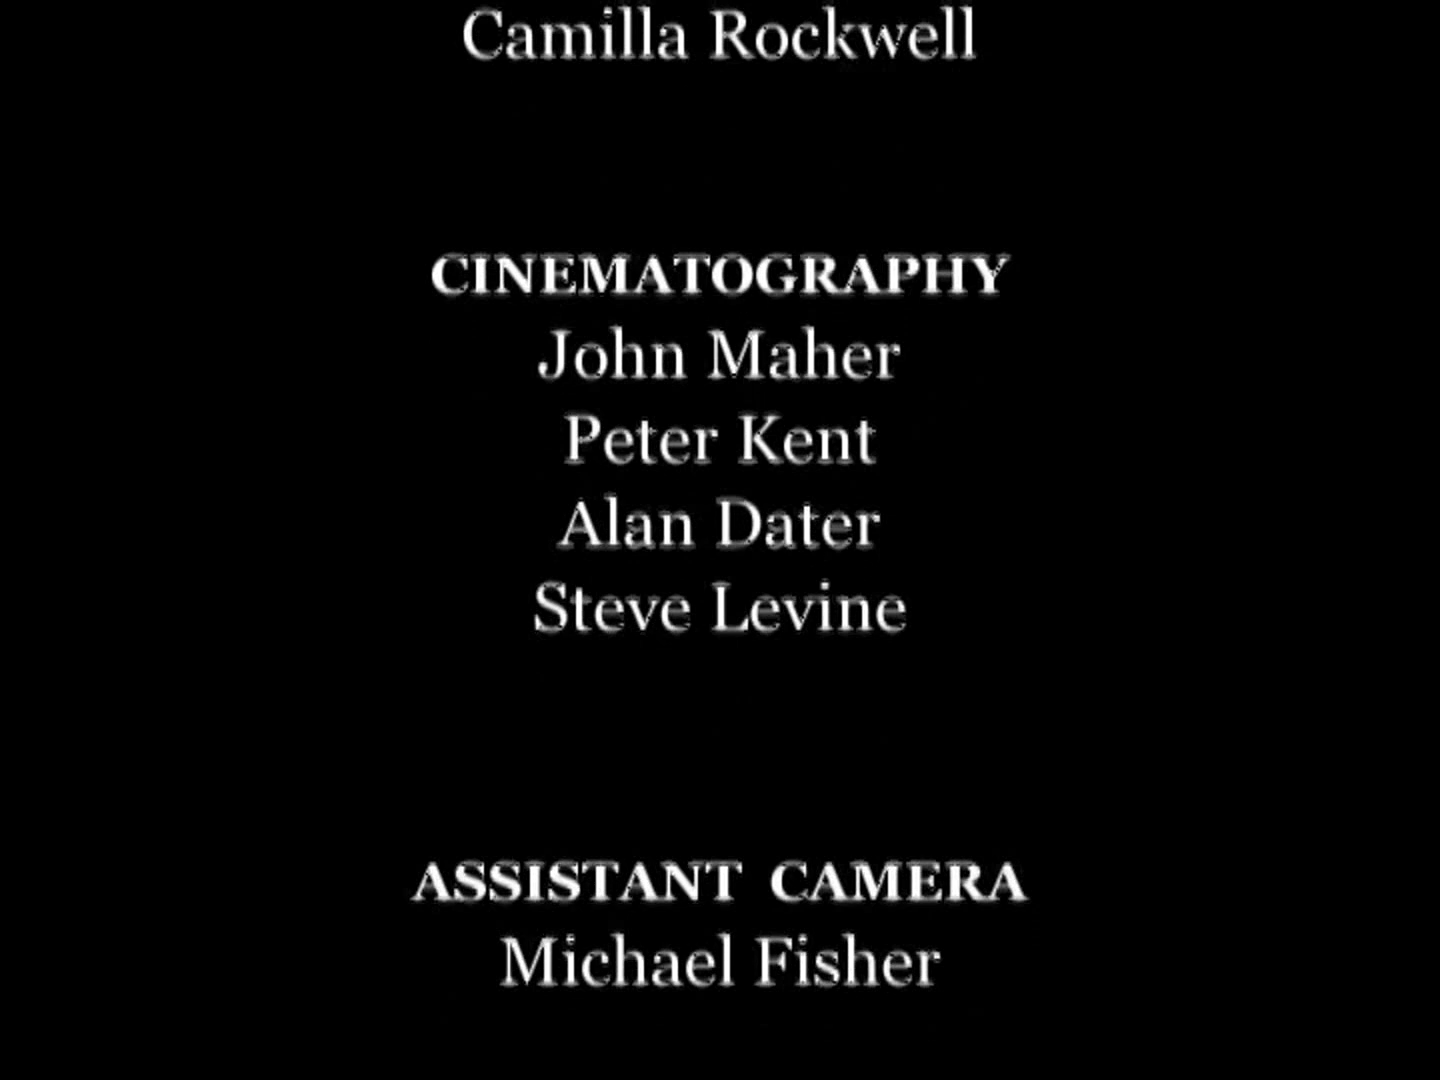 Camilla Rockwell
CINEMATOGRAPHY
John Maher
Peter Kent
Alan Dater
Steve Levine
ASSISTANT CAMERA
Michael Fisher